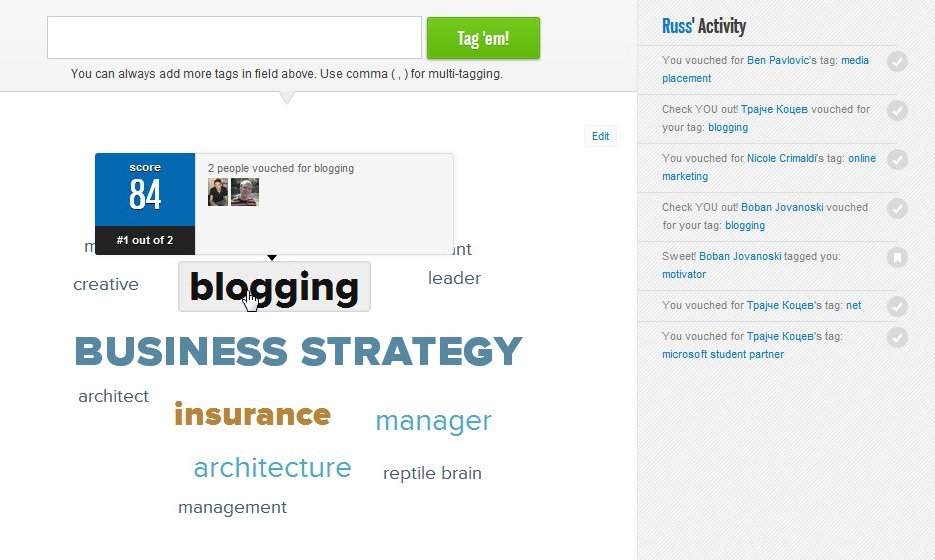 Tag 'em!
You can always add more tags in field above. Use comma ( , ) for multi-tagging.
Edit
score
84
#1 out of 2
2 people vouched for blogging
creative
blogging
leader
BUSINESS STRATEGY
architect
insurance
manager
architecture
reptile brain
management
Russ' Activity
You vouched for Ben Pavlovic's tag: media
placement
Check YOU out! Трајче Коцев vouched for
your tag: blogging
You vouched for Nicole Crimaldi's tag: online
marketing
Check YOU out! Boban Jovanoski vouched
for your tag: blogging
Sweet! Boban Jovanoski tagged you:
motivator
You vouched for Трајче Коцев's tag: net
You vouched for Трајче Коцев's tag:
microsoft student partner